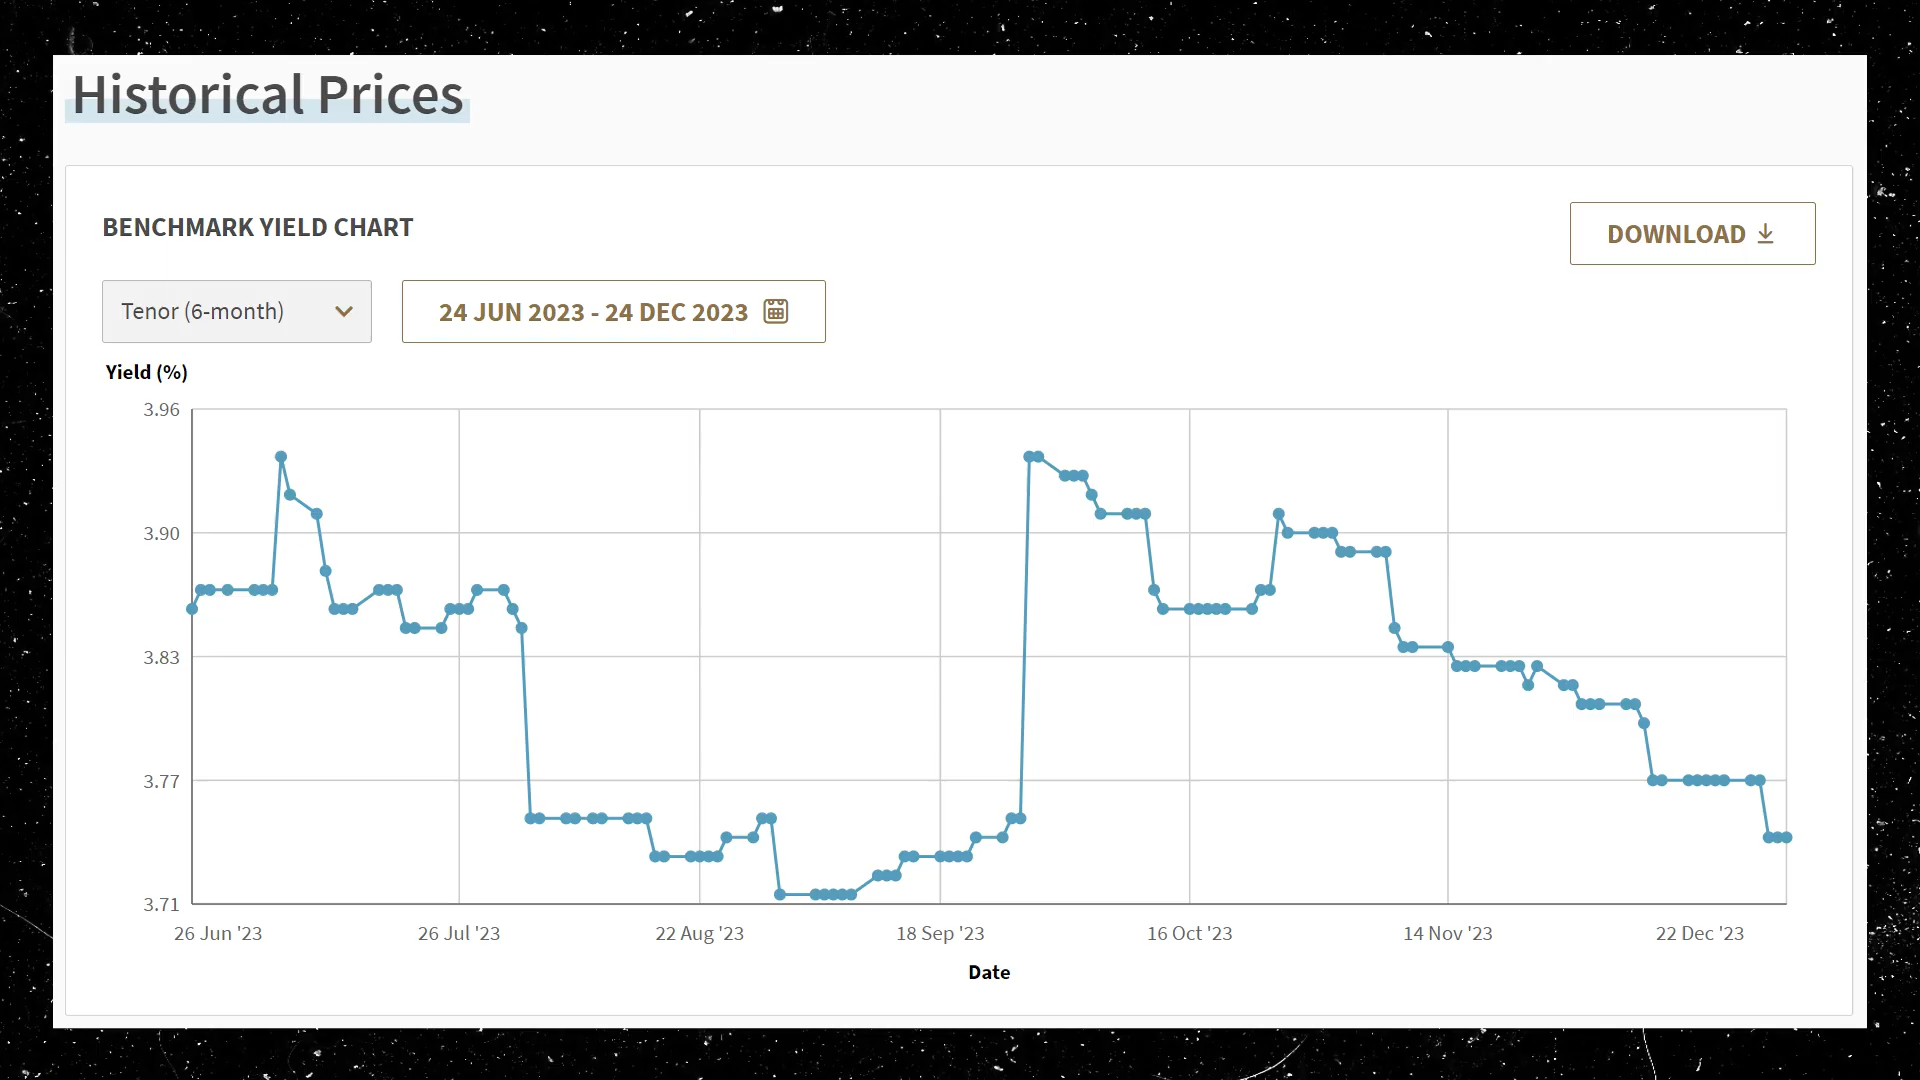 Historical Prices
BENCHMARK YIELD CHART
DOWNLOAD
Tenor (6-month)
24 JUN 2023 - 24 DEC 2023
Yield (%)
3.96
3.90
3.83
3.77
3.71
26 Jun '23
26 Jul '23
22 Aug '23
18 Sep '23
16 Oct '23
14 Nov '23
22 Dec '23
Date